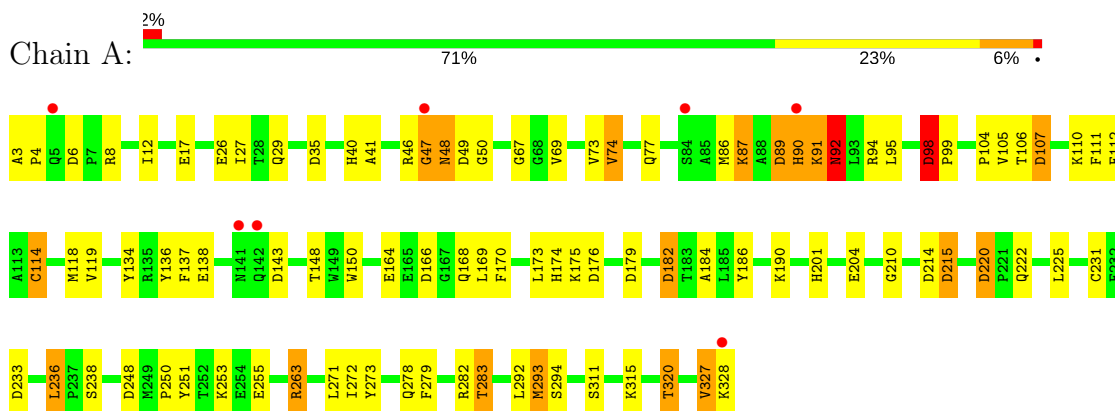 2%
Chain A:
71% 23% 6% •
A3 P4 Q5 D6 P7 R8 I12 E17 E26 I27 T28 Q29 D35 H40 A41 R46 G47 N48 D49 G50 G67 G68 V69 V73 V74 Q77 S84 A85 M86 K87 A88 D89 H90 K91 N92 L93 R94 L95 D98 P99 P104 V105 T106 D107 K110 F111
A113 C114 M118 V119 Y134 R135 Y136 F137 E138 N141 Q142 D143 T148 W149 W150 E164 E165 D166 G167 Q168 L169 F170 L173 H174 K175 D176 D179 D182 T183 A184 L185 Y186 K190 H201 E204 G210 D214 D215 D220 P221 Q222 L225 C231
D233 L236 P237 S238 D248 M249 P250 Y251 T252 K253 E254 E255 R263 L271 I272 Y273 Q278 F279 R282 T283 L292 M293 S294 S311 K315 T320 V327 K328